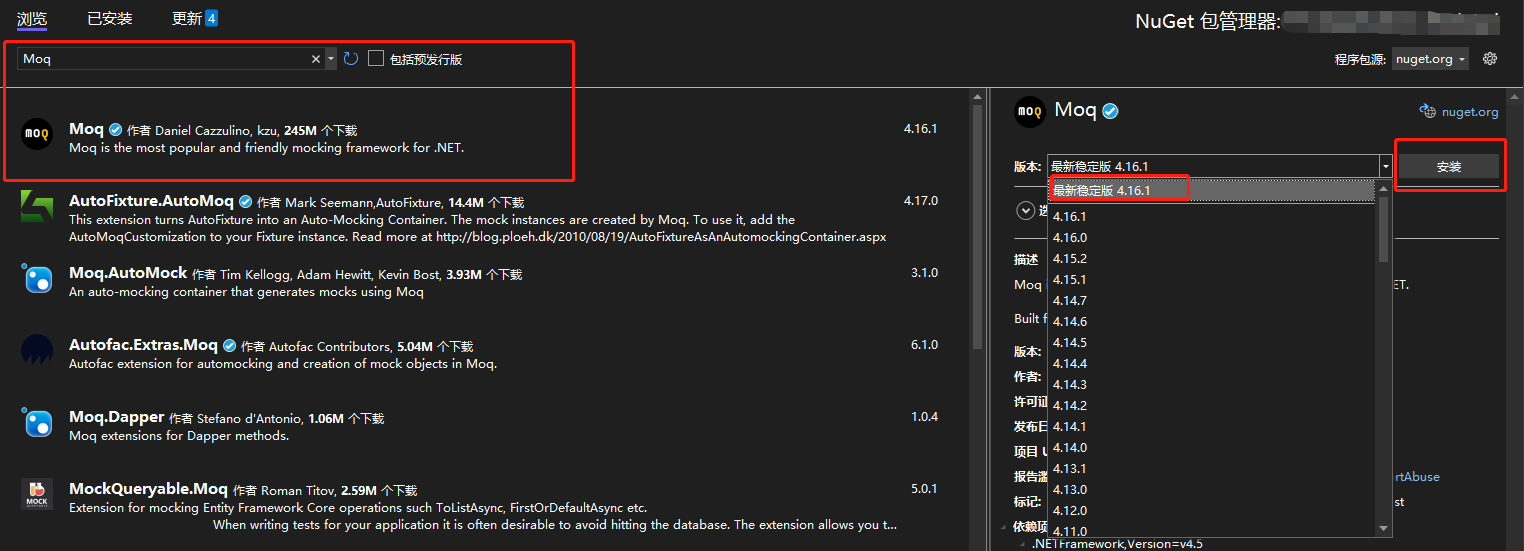 浏览 已安装 更新 4
NuGet 包管理器:
Moq
包括预发行版
程序包源: nuget.org
moq
Moq 作者 Daniel Cazzulino, kzu, 245M 个下载
4.16.1
Moq is the most popular and friendly mocking framework for .NET.
AutoFixture.AutoMoq 作者 Mark Seemann,AutoFixture, 14.4M 个下载
4.17.0
This extension turns AutoFixture into an Auto-Mocking Container. The mock instances are created by Moq. To use it, add the
AutoMoqCustomization to your Fixture instance. Read more at http://blog.ploeh.dk/2010/08/19/AutoFixtureAsAnAutomockingContainer.aspx
Moq.AutoMock 作者 Tim Kellogg, Adam Hewitt, Kevin Bost, 3.93M 个下载
3.1.0
An auto-mocking container that generates mocks using Moq
Autofac.Extras.Moq 作者 Autofac Contributors, 5.04M 个下载
6.1.0
Autofac extension for automocking and creation of mock objects in Moq.
Moq.Dapper 作者 Stefano d'Antonio, 1.06M 个下载
1.0.4
Moq extensions for Dapper methods.
MOCK
MockQueryable.Moq 作者 Roman Titov, 2.59M 个下载
5.0.1
Extension for mocking Entity Framework Core operations such ToListAsync, FirstOrDefaultAsync etc.
When writing tests for your application it is often desirable to avoid hitting the database. The extension allows you t...
moq
Moq
nuget.org
版本: 最新稳定版 4.16.1
安装
最新稳定版 4.16.1
4.16.1
4.16.0
4.15.2
4.15.1
4.14.7
4.14.6
4.14.5
4.14.4
4.14.3
4.14.2
4.14.1
4.14.0
4.13.1
4.13.0
4.12.0
4.11.0
描述
Moq
ET.
Built f
版本:
作者:
许可证
发布日
项目 U
报告滥
rtAbuse
标记:
st
依赖项
.NETFramework,Version=v4.5